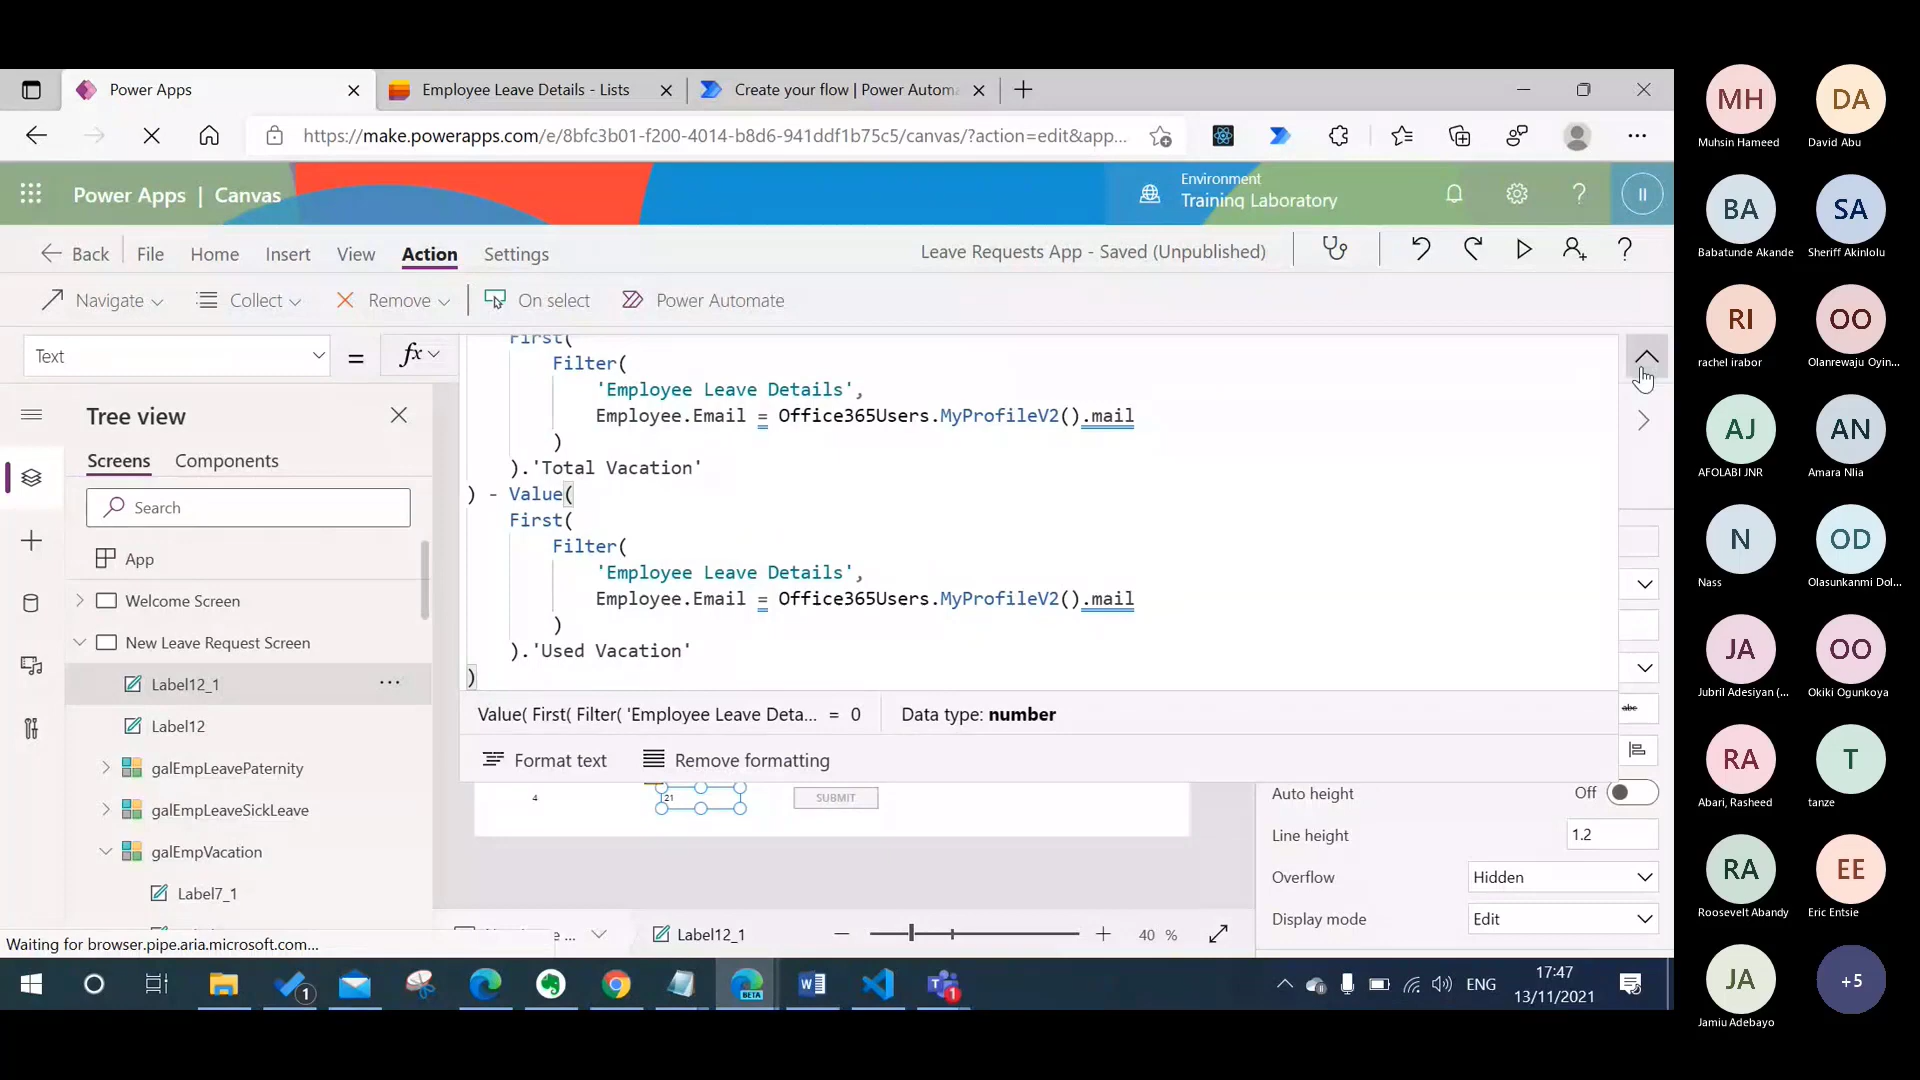 Power Apps
Employee Leave Details - Lists
Create your flow | Power Autom
https://make.powerapps.com/e/8bfc3b01-f200-4014-b8d6-941ddf1b75c5/canvas/?action=edit&app...
Power Apps | Canvas
Environment
Training Laboratory
II
Back
File
Home
Insert
View
Action
Settings
Leave Requests App - Saved (Unpublished)
Navigate
Collect
Remove
On select
Power Automate
Text
=
fx
First(
Filter(
'Employee Leave Details',
Employee.Email = Office365Users.MyProfileV2().mail
)
).'Total Vacation'
) - Value(
First(
Filter(
'Employee Leave Details',
Employee.Email = Office365Users.MyProfileV2().mail
)
).'Used Vacation'
)
Value( First( Filter( 'Employee Leave Deta... = 0
Data type: number
Format text
Remove formatting
Tree view
Screens
Components
Search
App
Welcome Screen
New Leave Request Screen
Label12_1
Label12
galEmpLeavePaternity
galEmpLeaveSickLeave
galEmpVacation
Label7_1
4
21
SUBMIT
abc
Auto height
Off
Line height
1.2
Overflow
Hidden
Display mode
Edit
Label12_1
40 %
Waiting for browser.pipe.aria.microsoft.com...
1
BETA
1
ENG
17:47
13/11/2021
MH
Muhsin Hameed
DA
David Abu
BA
Babatunde Akande
SA
Sheriff Akinlolu
RI
rachel irabor
OO
Olanrewaju Oyin...
AJ
AFOLABI JNR
AN
Amara Nlia
N
Nass
OD
Olasunkanmi Dol...
JA
Jubril Adesiyan (...
OO
Okiki Ogunkoya
RA
Abari, Rasheed
T
tanze
RA
Roosevelt Abandy
EE
Eric Entsie
JA
Jamiu Adebayo
+5